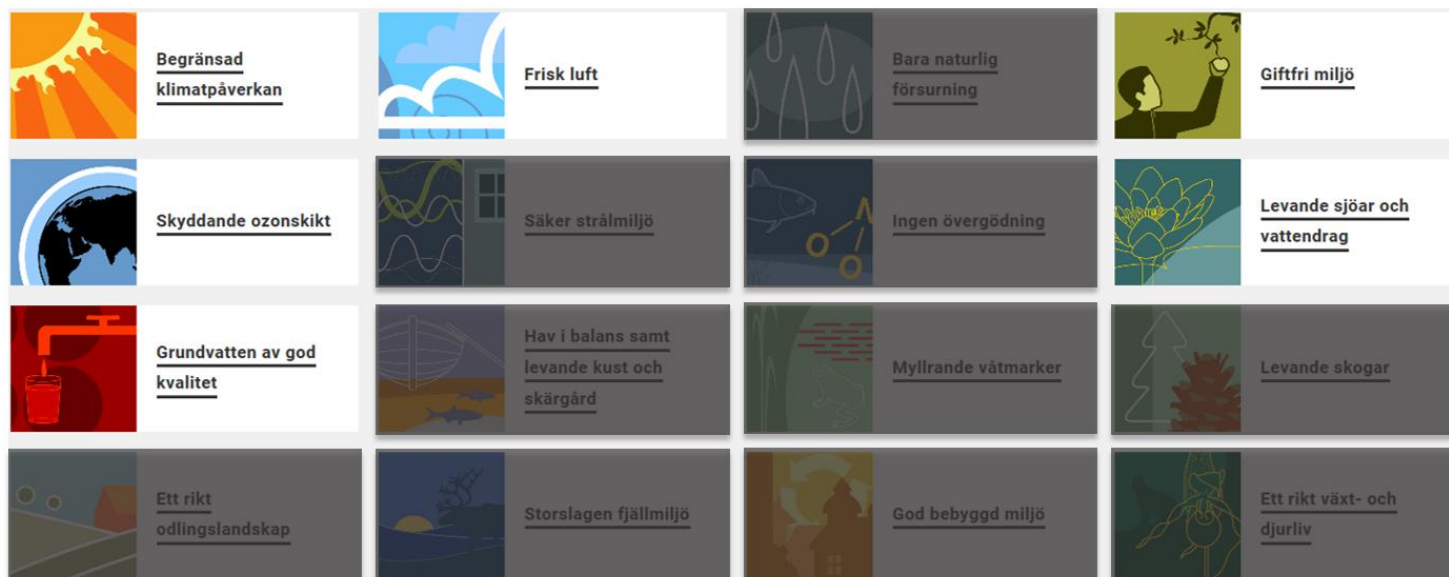 Begränsad
klimatpåverkan
Frisk luft
Bara naturlig
försurning
Giftfri miljö
Skyddande ozonskikt
Säker strålmiljö
Ingen övergödning
Levande sjöar och
vattendrag
Grundvatten av god
kvalitet
Hav i balans samt
levande kust och
skärgård
Myllrande våtmarker
Levande skogar
Ett rikt
odlingslandskap
Storslagen fjällmiljö
God bebyggd miljö
Ett rikt växt- och
djurliv